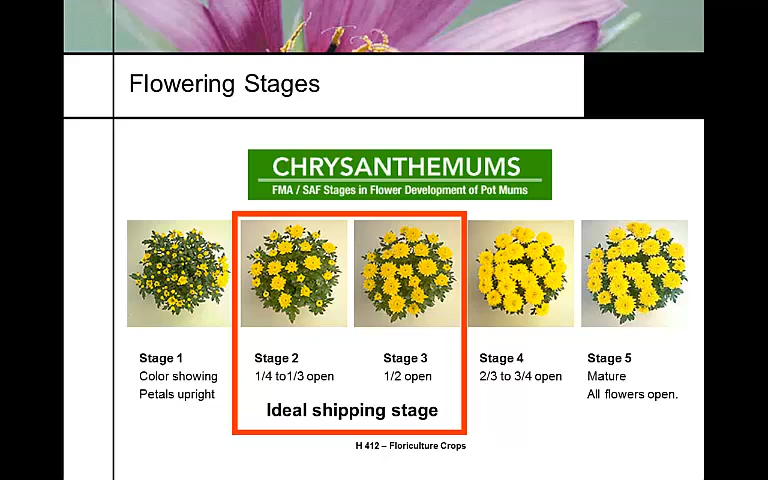 Flowering Stages
CHRYSANTHEMUMS
FMA / SAF Stages in Flower Development of Pot Mums
Stage 1
Color showing
Petals upright
Stage 2
1/4 to1/3 open
Stage 3
1/2 open
Stage 4
2/3 to 3/4 open
Stage 5
Mature
All flowers open.
Ideal shipping stage
H 412 – Floriculture Crops